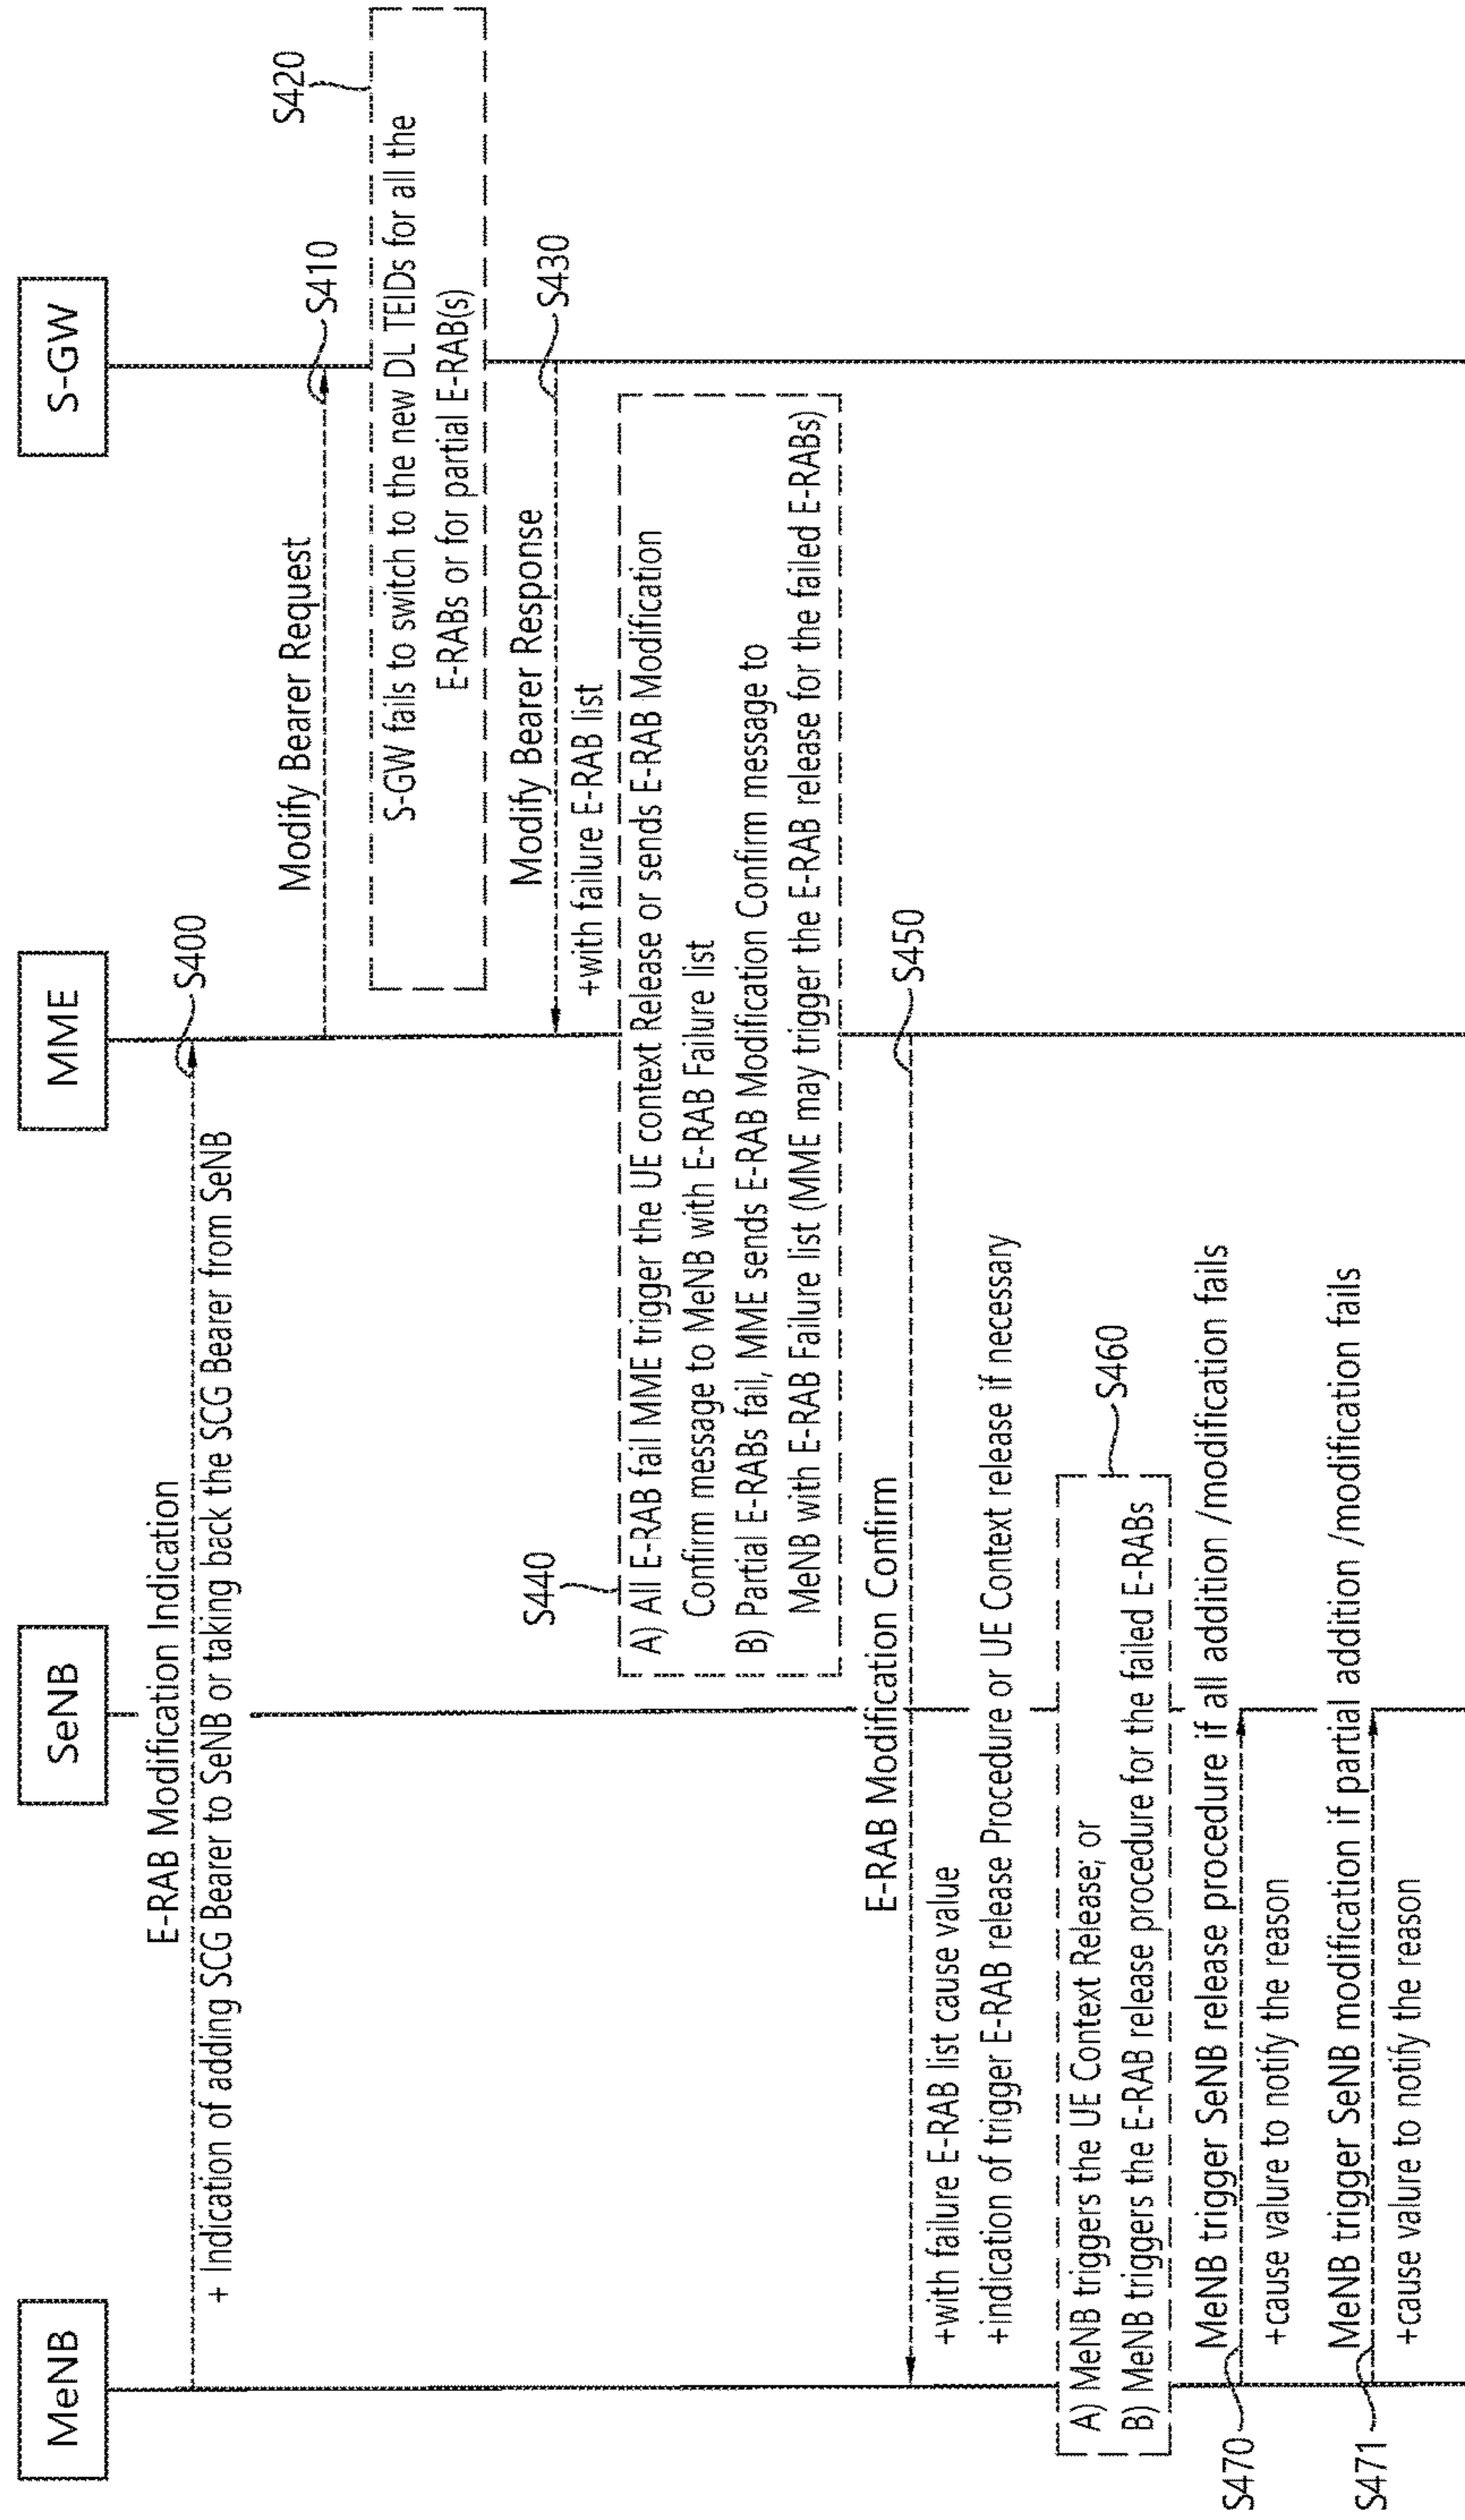 MeNB
SeNB
MME
S-GW
E-RAB Modification Indication
S400
+ Indication of adding SCG Bearer to SeNB or taking back the SCG Bearer from SeNB
Modify Bearer Request
S410
S420
S-GW fails to switch to the new DL TEIDs for all the
E-RABs or for partial E-RAB(s)
Modify Bearer Response
S430
+with failure E-RAB list
S440
A) All E-RAB fail MME trigger the UE context Release or sends E-RAB Modification
Confirm message to MeNB with E-RAB Failure list
B) Partial E-RABs fail, MME sends E-RAB Modification Confirm message to
MeNB with E-RAB Failure list (MME may trigger the E-RAB release for the failed E-RABs)
E-RAB Modification Confirm
S450
+with failure E-RAB list cause value
+indication of trigger E-RAB release Procedure or UE Context release if necessary
S460
A) MeNB triggers the UE Context Release; or
B) MeNB triggers the E-RAB release procedure for the failed E-RABs
S470
MeNB trigger SeNB release procedure if all addition /modification fails
+cause valure to notify the reason
S471
MeNB trigger SeNB modification if partial addition /modification fails
+cause valure to notify the reason